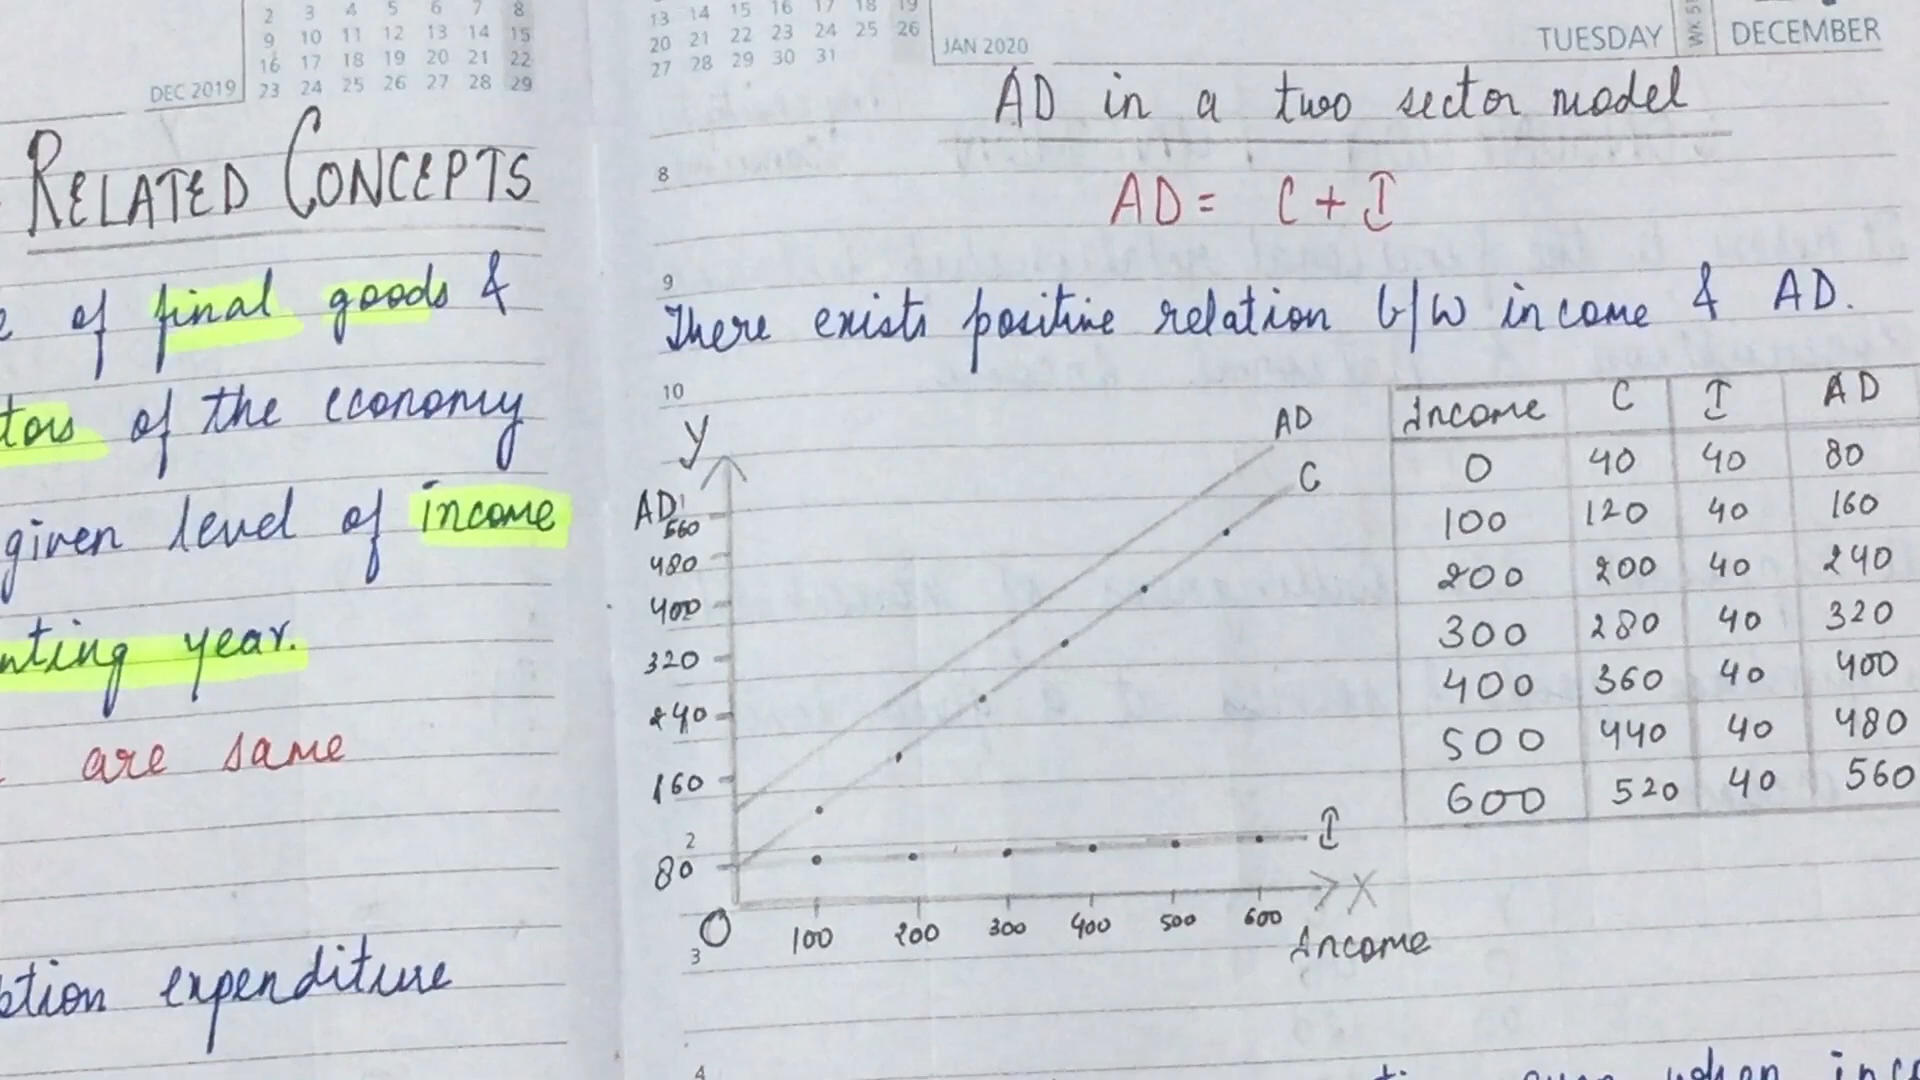 2 3 4 5 6 7 8
9 10 11 12 13 14 15
16 17 18 19 20 21 22
DEC 2019 23 24 25 26 27 28 29
RELATED CONCEPTS
of final goods &
of the economy
given level of income
year.
are same
expenditure
13 14 15 16 17 18 19
20 21 22 23 24 25 26
27 28 29 30 31
JAN 2020
TUESDAY
DECEMBER
AD in a two sector model
8
AD = C + I
9
There exists positive relation b/w income & AD.
10
Y
AD
560
480
400
320
240
160
2
80
O
100 200 300 400 500 600
X
Income
AD
C
I
3
Income C I AD
0 40 40 80
100 120 40 160
200 200 40 240
300 280 40 320
400 360 40 400
500 440 40 480
600 520 40 560
4